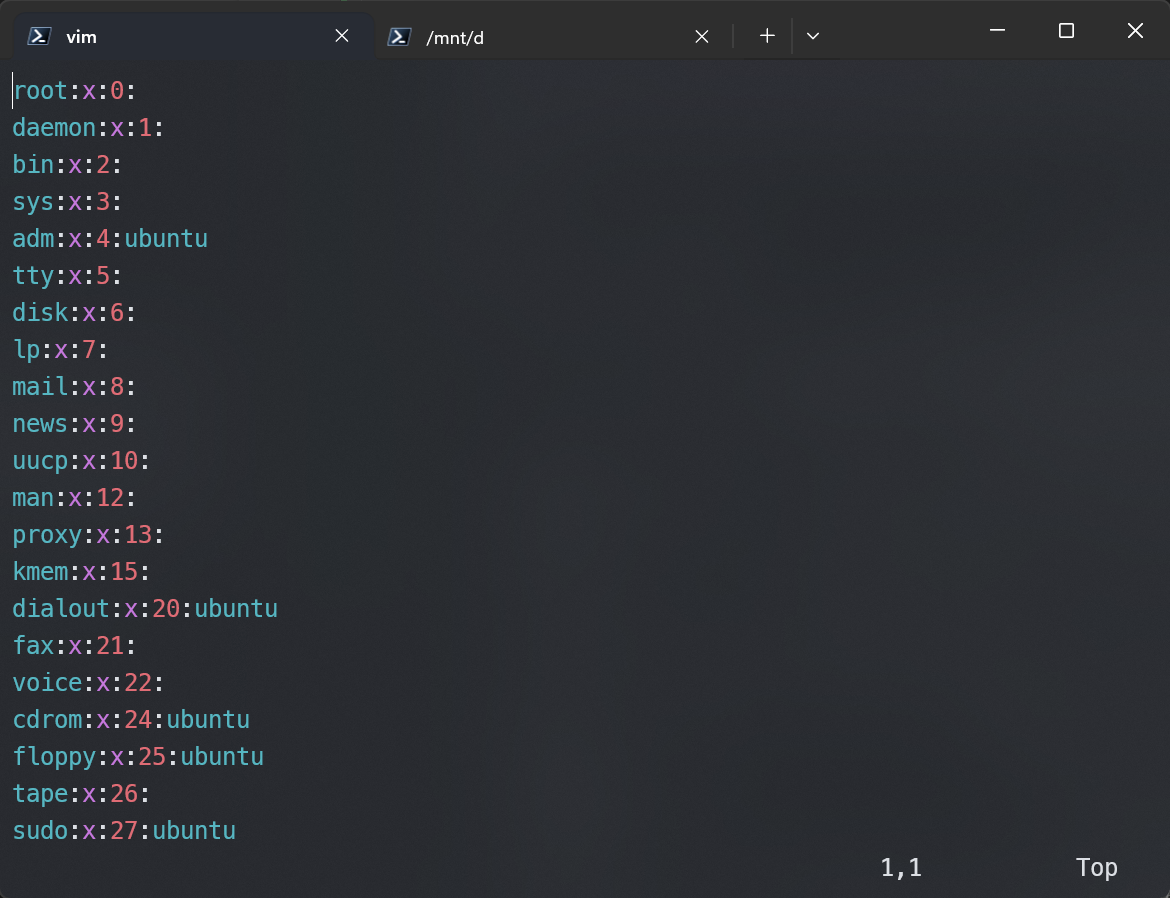 vim
/mnt/d
root:x:0:
daemon:x:1:
bin:x:2:
sys:x:3:
adm:x:4:ubuntu
tty:x:5:
disk:x:6:
lp:x:7:
mail:x:8:
news:x:9:
uucp:x:10:
man:x:12:
proxy:x:13:
kmem:x:15:
dialout:x:20:ubuntu
fax:x:21:
voice:x:22:
cdrom:x:24:ubuntu
floppy:x:25:ubuntu
tape:x:26:
sudo:x:27:ubuntu
1,1 Top